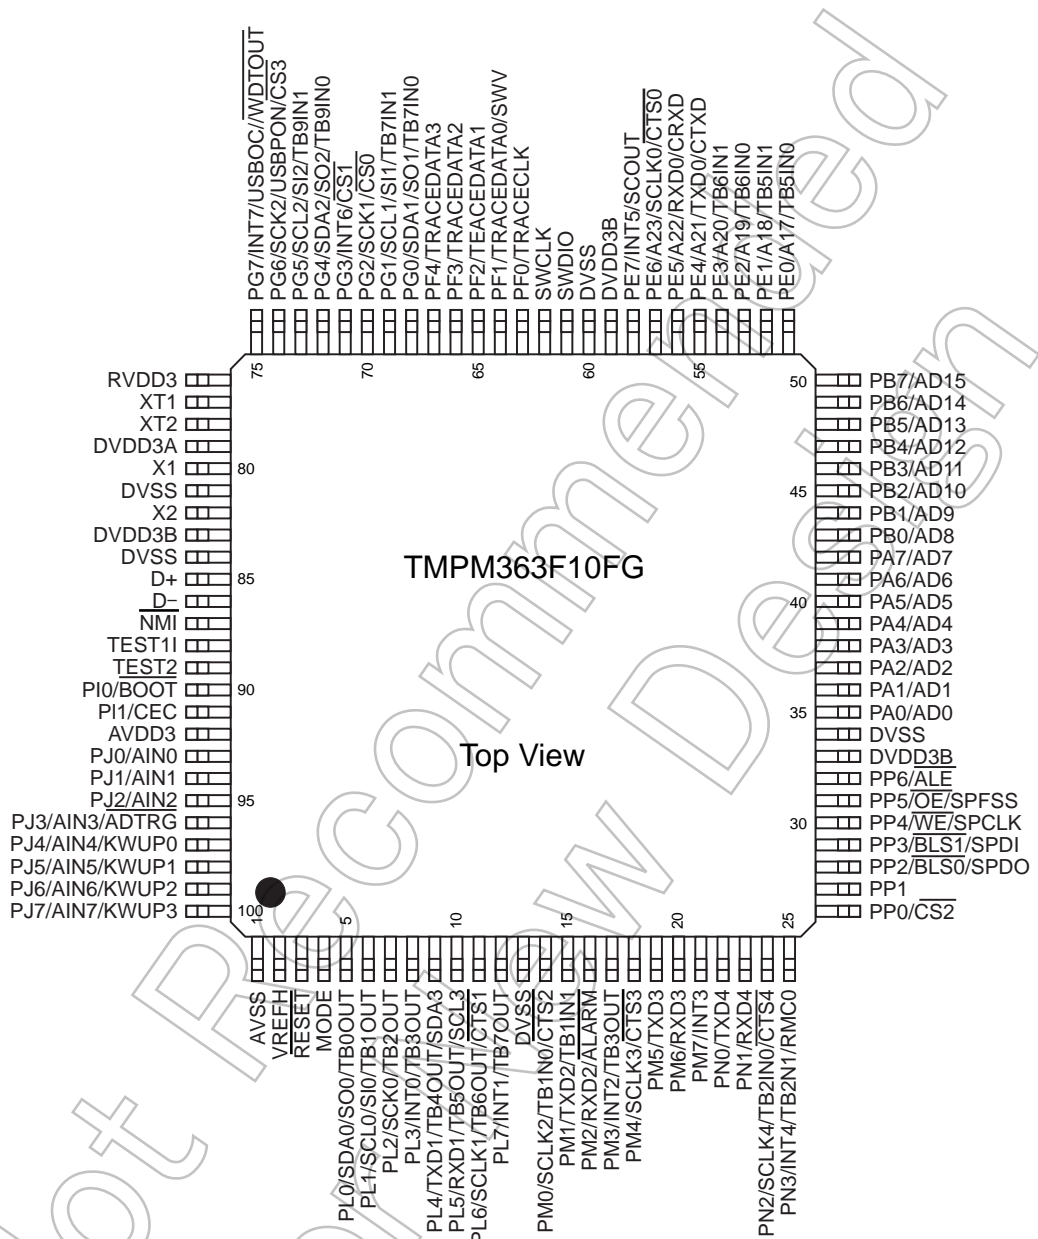 PG7/INT7/USBOC//WDTOUT
PG6/SCK2/USBPON/CS3
PG5/SCL2/SI2/TB9IN1
PG4/SDA2/SO2/TB9IN0
PG3/INT6/CS1
PG2/SCK1/CS0
PG1/SCL1/SI1/TB7IN1
PG0/SDA1/SO1/TB7IN0
PF4/TRACEDATA3
PF3/TRACEDATA2
PF2/TEACEDATA1
PF1/TRACEDATA0/SWV
PF0/TRACECLK
SWCLK
SWDIO
DVSS
DVDD3B
PE7/INT5/SCOUT
PE6/A23/SCLK0/CTS0
PE5/A22/RXD0/CRXD
PE4/A21/TXD0/CTXD
PE3/A20/TB6IN1
PE2/A19/TB6IN0
PE1/A18/TB5IN1
PE0/A17/TB5IN0
75
70
65
60
55
RVDD3
XT1
XT2
DVDD3A
X1
DVSS
X2
DVDD3B
DVSS
D+
D−
NMI
TEST1I
TEST2
PI0/BOOT
PI1/CEC
AVDD3
PJ0/AIN0
PJ1/AIN1
PJ2/AIN2
PJ3/AIN3/ADTRG
PJ4/AIN4/KWUP0
PJ5/AIN5/KWUP1
PJ6/AIN6/KWUP2
PJ7/AIN7/KWUP3
80
85
90
95
100
TMPM363F10FG
Top View
50
45
40
35
30
PB7/AD15
PB6/AD14
PB5/AD13
PB4/AD12
PB3/AD11
PB2/AD10
PB1/AD9
PB0/AD8
PA7/AD7
PA6/AD6
PA5/AD5
PA4/AD4
PA3/AD3
PA2/AD2
PA1/AD1
PA0/AD0
DVSS
DVDD3B
PP6/ALE
PP5/OE/SPFSS
PP4/WE/SPCLK
PP3/BLS1/SPDI
PP2/BLS0/SPDO
PP1
PP0/CS2
1
5
10
15
20
25
AVSS
VREFH
RESET
MODE
PL0/SDA0/SO0/TB0OUT
PL1/SCL0/SI0/TB1OUT
PL2/SCK0/TB2OUT
PL3/INT0/TB3OUT
PL4/TXD1/TB4OUT/SDA3
PL5/RXD1/TB5OUT/SCL3
PL6/SCLK1/TB6OUT/CTS1
PL7/INT1/TB7OUT
DVSS
PM0/SCLK2/TB1IN0/CTS2
PM1/TXD2/TB1IN1
PM2/RXD2/ALARM
PM3/INT2/TB3OUT
PM4/SCLK3/CTS3
PM5/TXD3
PM6/RXD3
PM7/INT3
PN0/TXD4
PN1/RXD4
PN2/SCLK4/TB2IN0/CTS4
PN3/INT4/TB2N1/RMC0
Not Recommended
for New Design